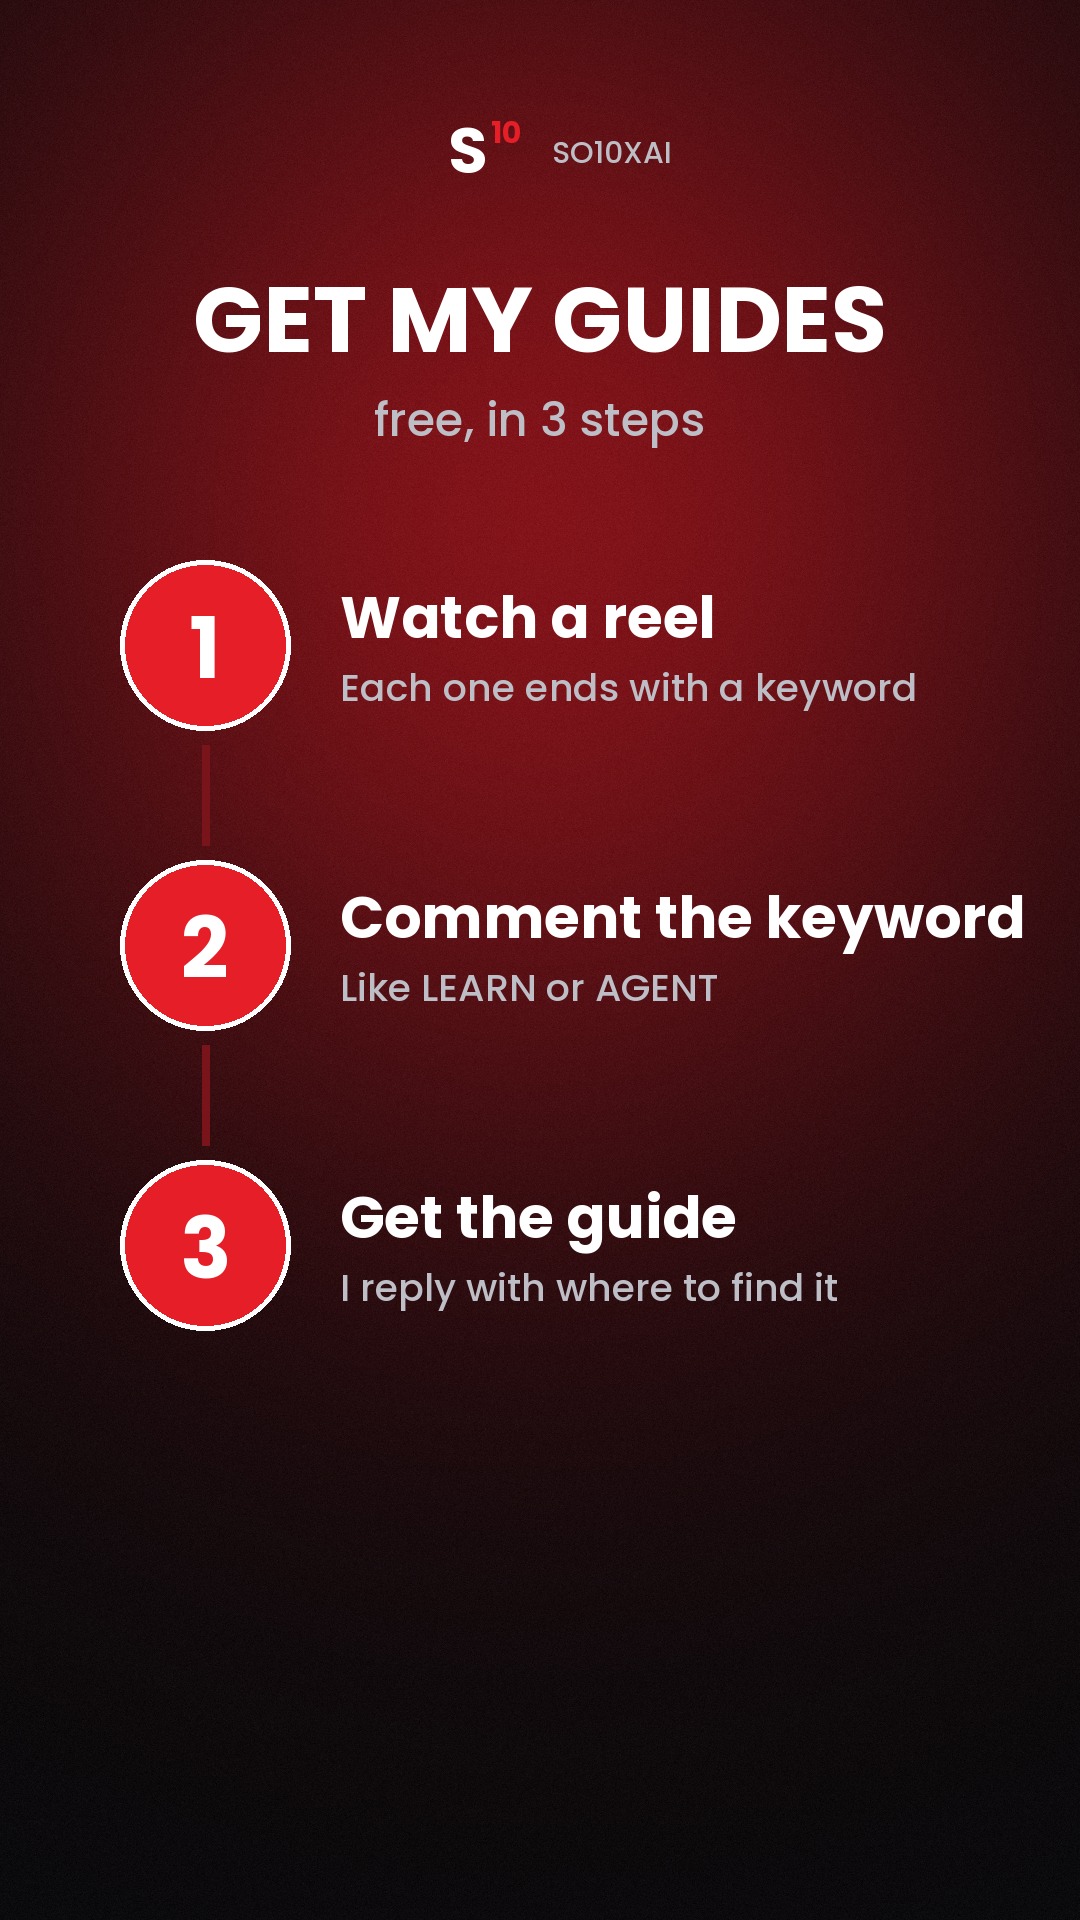 S10 SO10XAI
GET MY GUIDES
free, in 3 steps
1
Watch a reel
Each one ends with a keyword
2
Comment the keyword
Like LEARN or AGENT
3
Get the guide
I reply with where to find it